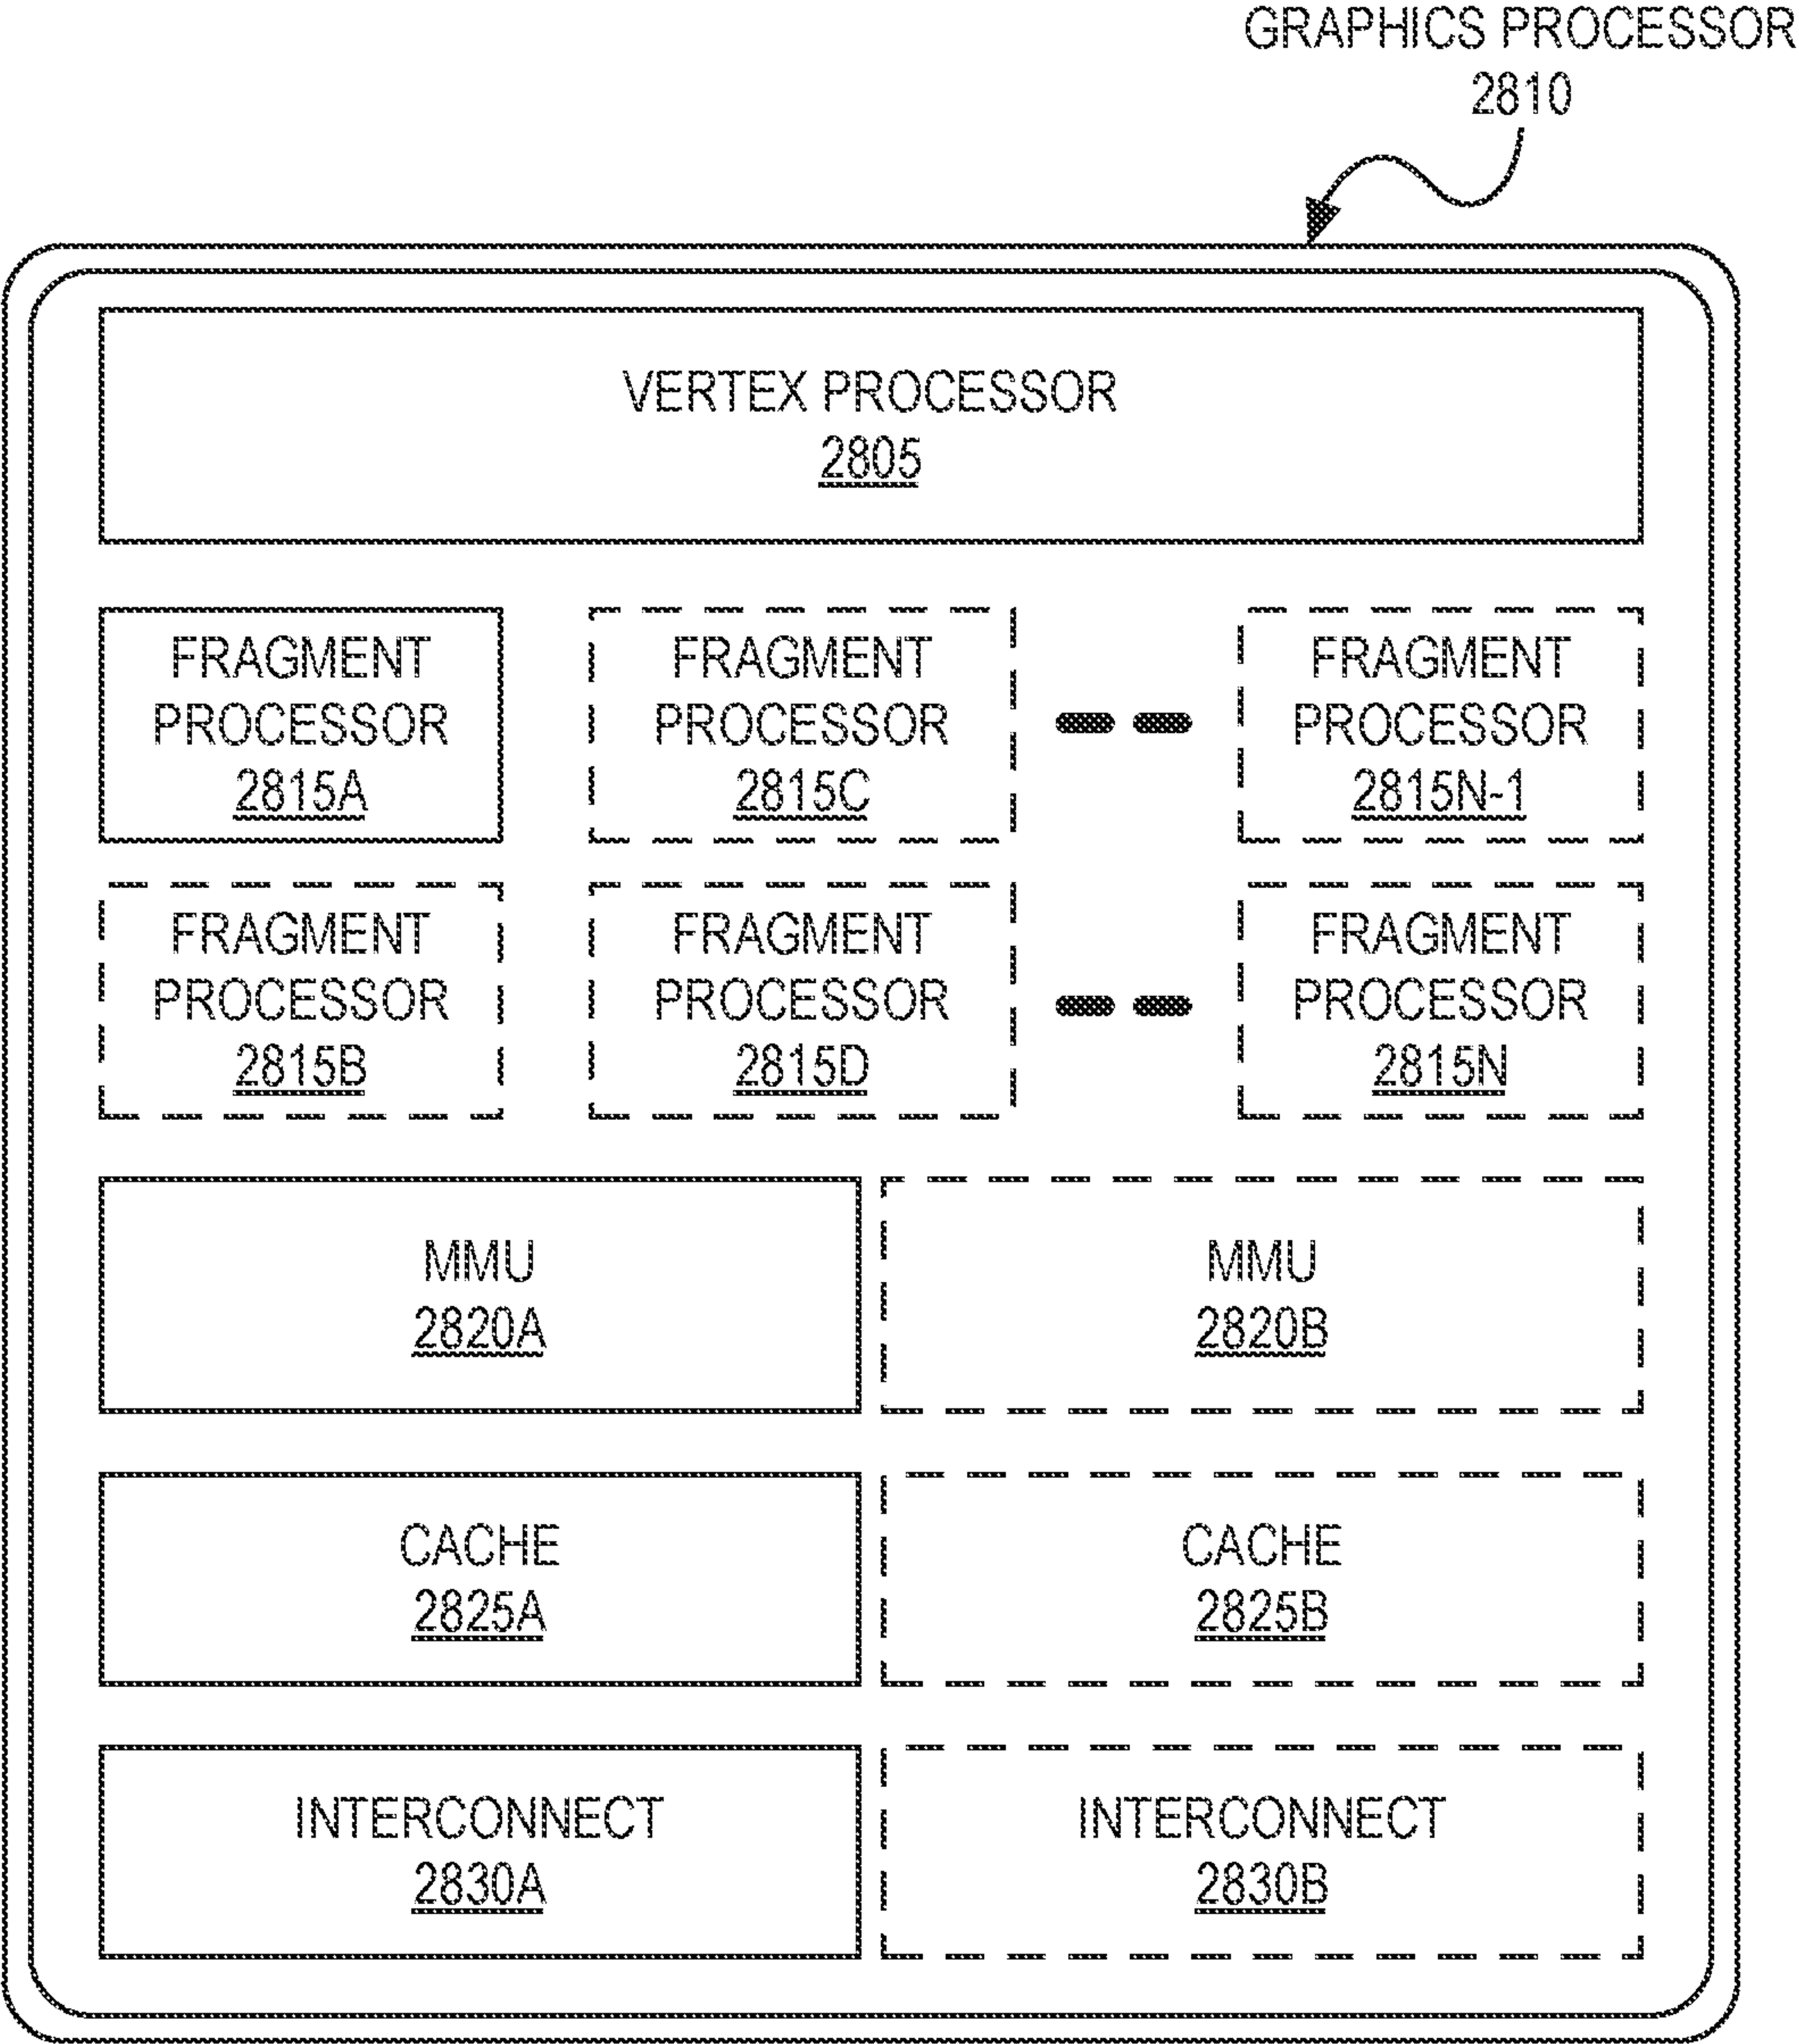 GRAPHICS PROCESSOR
2810
VERTEX PROCESSOR
2805
FRAGMENT
PROCESSOR
2815A
FRAGMENT
PROCESSOR
2815C
FRAGMENT
PROCESSOR
2815N-1
FRAGMENT
PROCESSOR
2815B
FRAGMENT
PROCESSOR
2815D
FRAGMENT
PROCESSOR
2815N
MMU
2820A
MMU
2820B
CACHE
2825A
CACHE
2825B
INTERCONNECT
2830A
INTERCONNECT
2830B